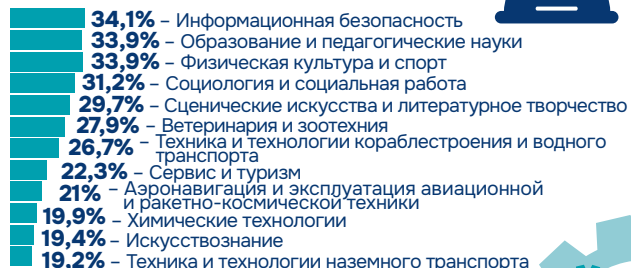 34,1% – Информационная безопасность
33,9% – Образование и педагогические науки
33,9% – Физическая культура и спорт
31,2% – Социология и социальная работа
29,7% – Сценические искусства и литературное творчество
27,9% – Ветеринария и зоотехния
26,7% – Техника и технологии кораблестроения и водного
транспорта
22,3% – Сервис и туризм
21% – Аэронавигация и эксплуатация авиационной
и ракетно-космической техники
19,9% – Химические технологии
19,4% – Искусствознание
19,2% – Техника и технологии наземного транспорта